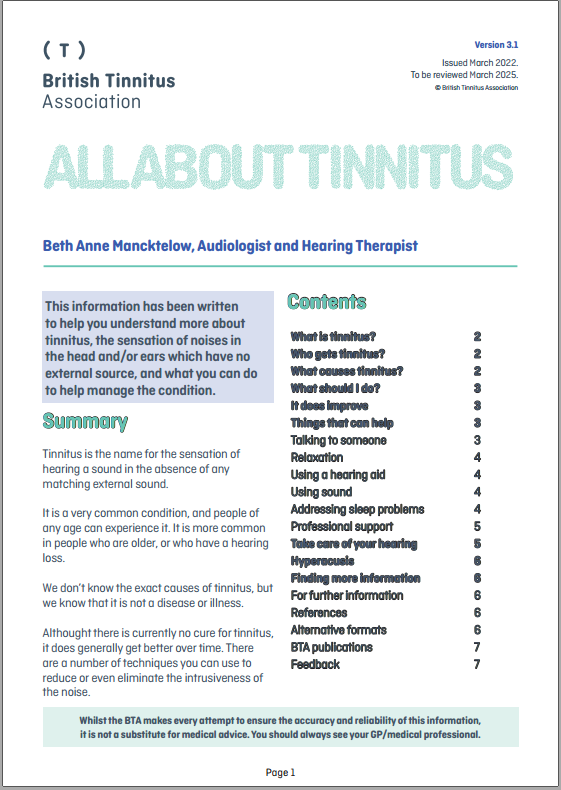 ( T )
British Tinnitus
Association
Version 3.1
Issued March 2022.
To be reviewed March 2025.
© British Tinnitus Association
ALL ABOUT TINNITUS
Beth Anne Mancktelow, Audiologist and Hearing Therapist
This information has been written
to help you understand more about
tinnitus, the sensation of noises in
the head and/or ears which have no
external source, and what you can do
to help manage the condition.
Summary
Tinnitus is the name for the sensation of
hearing a sound in the absence of any
matching external sound.
It is a very common condition, and people of
any age can experience it. It is more common
in people who are older, or who have a hearing
loss.
We don't know the exact causes of tinnitus, but
we know that it is not a disease or illness.
Althought there is currently no cure for tinnitus,
it does generally get better over time. There
are a number of techniques you can use to
reduce or even eliminate the intrusiveness of
the noise.
Contents
What is tinnitus? 2
Who gets tinnitus? 2
What causes tinnitus? 2
What should I do? 3
It does improve 3
Things that can help 3
Talking to someone 3
Relaxation 4
Using a hearing aid 4
Using sound 4
Addressing sleep problems 4
Professional support 5
Take care of your hearing 5
Hyperacusis 6
Finding more information 6
For further information 6
References 6
Alternative formats 6
BTA publications 7
Feedback 7
Whilst the BTA makes every attempt to ensure the accuracy and reliability of this information,
it is not a substitute for medical advice. You should always see your GP/medical professional.
Page 1